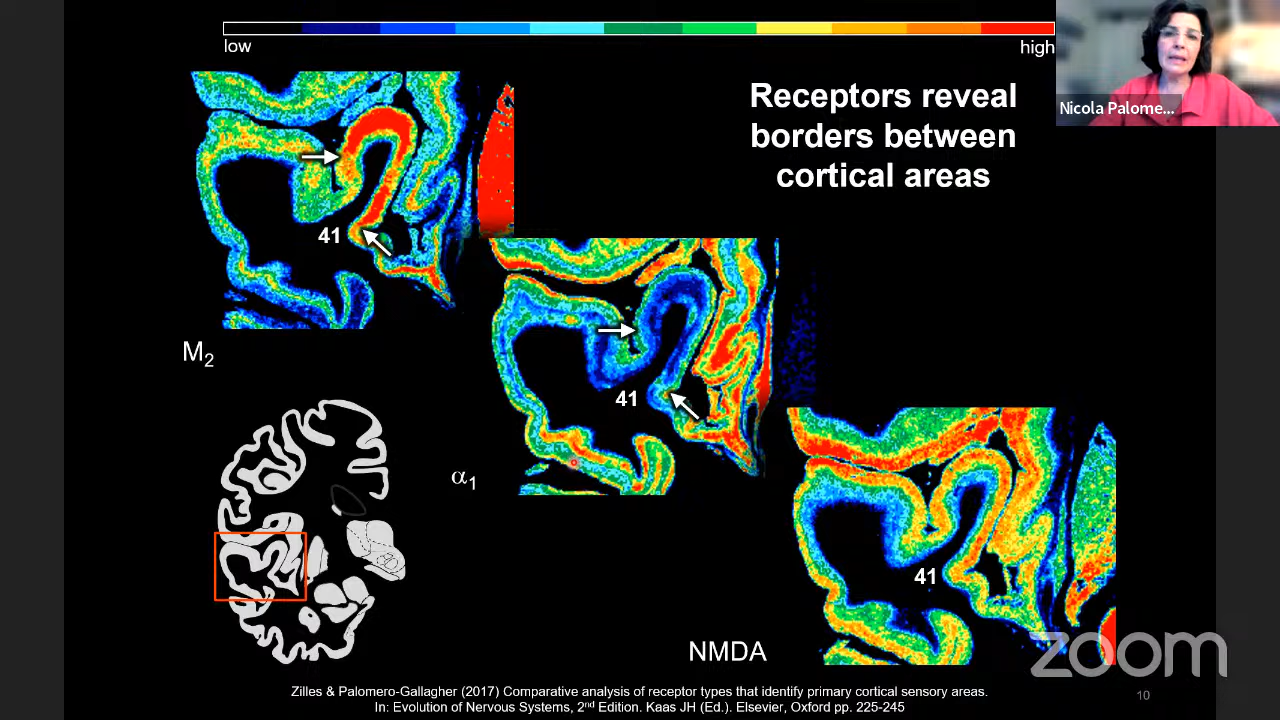 low
high
Receptors reveal
borders between
cortical areas
Nicola Palome...
41
M₂
41
α₁
41
NMDA
zoom
Zilles & Palomero-Gallagher (2017) Comparative analysis of receptor types that identify primary cortical sensory areas.
In: Evolution of Nervous Systems, 2ⁿᵈ Edition. Kaas JH (Ed.). Elsevier, Oxford pp. 225-245
10